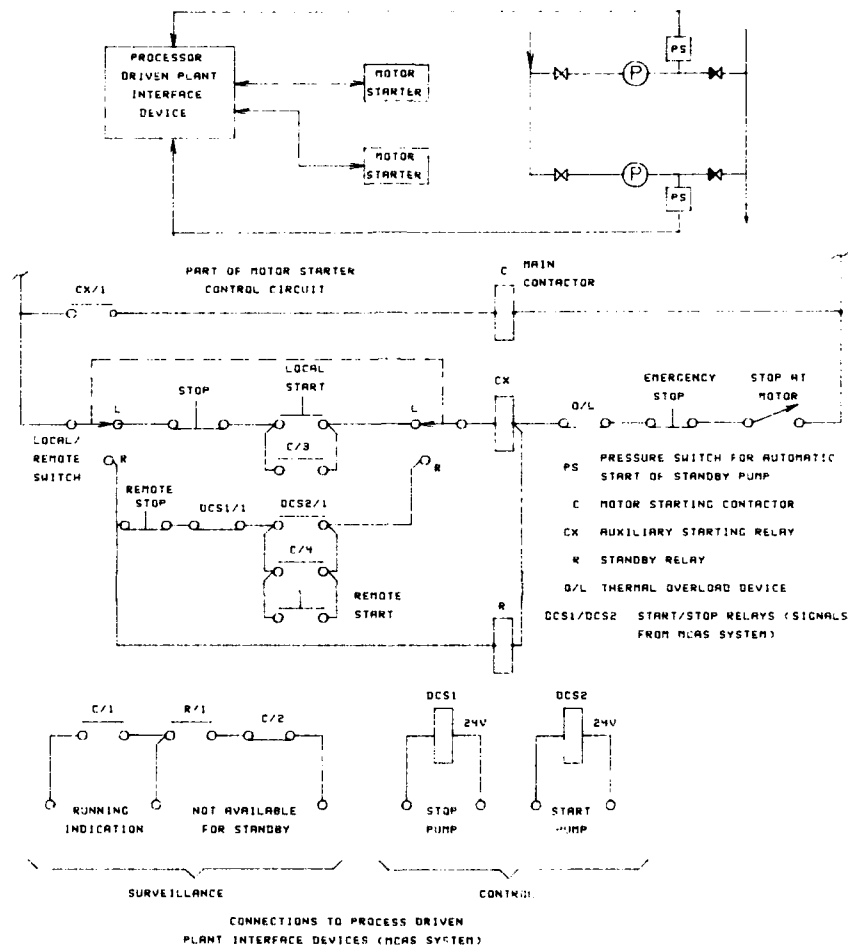 PROCESSOR
DRIVEN PLANT
INTERFACE
DEVICE
MOTOR
STARTER
MOTOR
STARTER
PS
P
P
PS
PART OF MOTOR STARTER
CONTROL CIRCUIT
C
MAIN
CONTACTOR
CX/1
LOCAL
START
STOP
CX
EMERGENCY
STOP
STOP AT
MOTOR
L
L
O/L
LOCAL/
REMOTE
SWITCH
C/3
R
R
REMOTE
STOP
DCS1/1
DCS2/1
C/4
REMOTE
START
R
PS PRESSURE SWITCH FOR AUTOMATIC
START OF STANDBY PUMP
C MOTOR STARTING CONTACTOR
CX AUXILIARY STARTING RELAY
R STANDBY RELAY
O/L THERMAL OVERLOAD DEVICE
DCS1/DCS2 START/STOP RELAYS (SIGNALS
FROM MCAS SYSTEM)
C/1
R/1
C/2
DCS1
24V
DCS2
24V
RUNNING
INDICATION
NOT AVAILABLE
FOR STANDBY
STOP
PUMP
START
PUMP
SURVEILLANCE
CONTROL
CONNECTIONS TO PROCESS DRIVEN
PLANT INTERFACE DEVICES (MCAS SYSTEM)